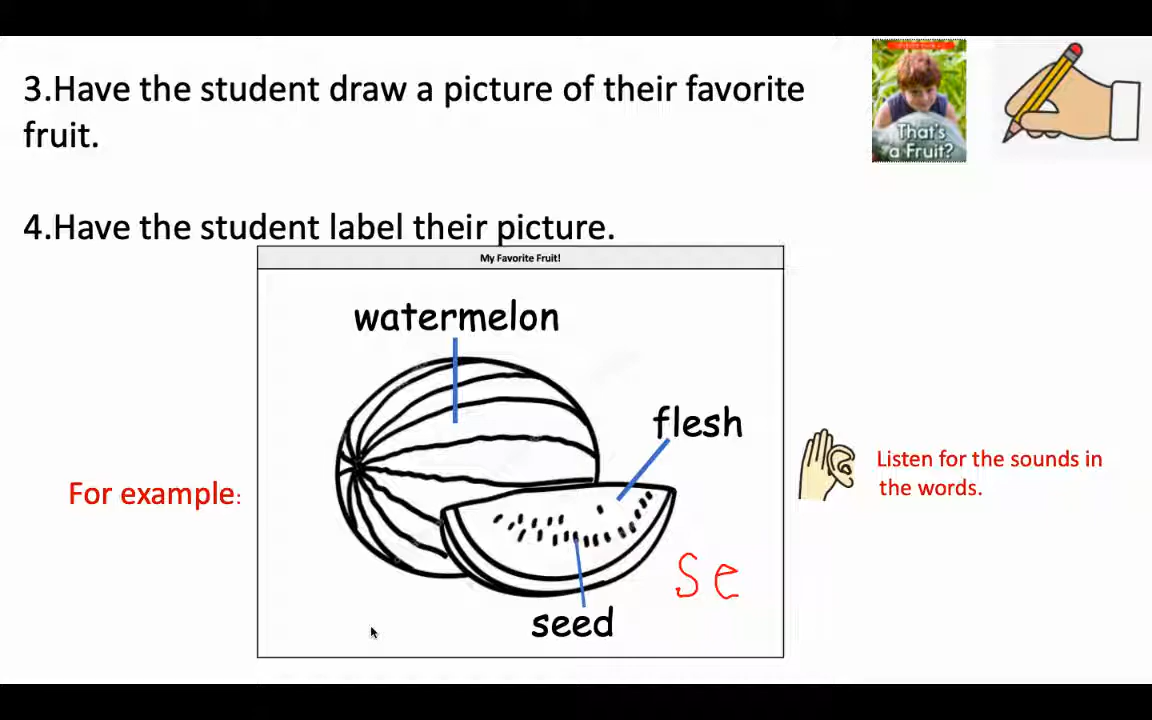 3.Have the student draw a picture of their favorite
fruit.
That's
a Fruit?
4.Have the student label their picture.
My Favorite Fruit!
watermelon
flesh
Listen for the sounds in
the words.
For example:
se
seed